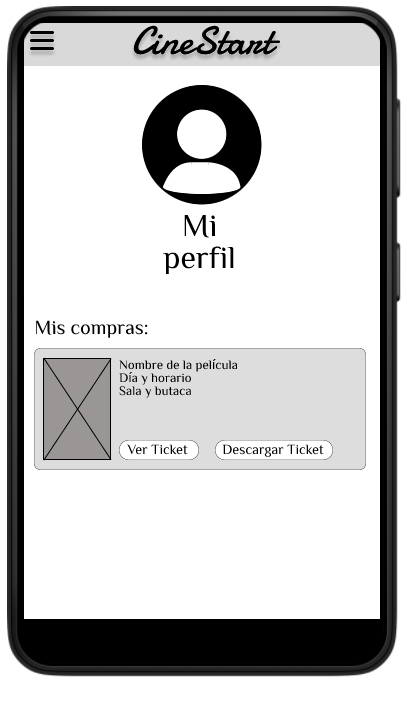 CineStart
Mi
perfil
Mis compras:
Nombre de la película
Día y horario
Sala y butaca
Ver Ticket
Descargar Ticket